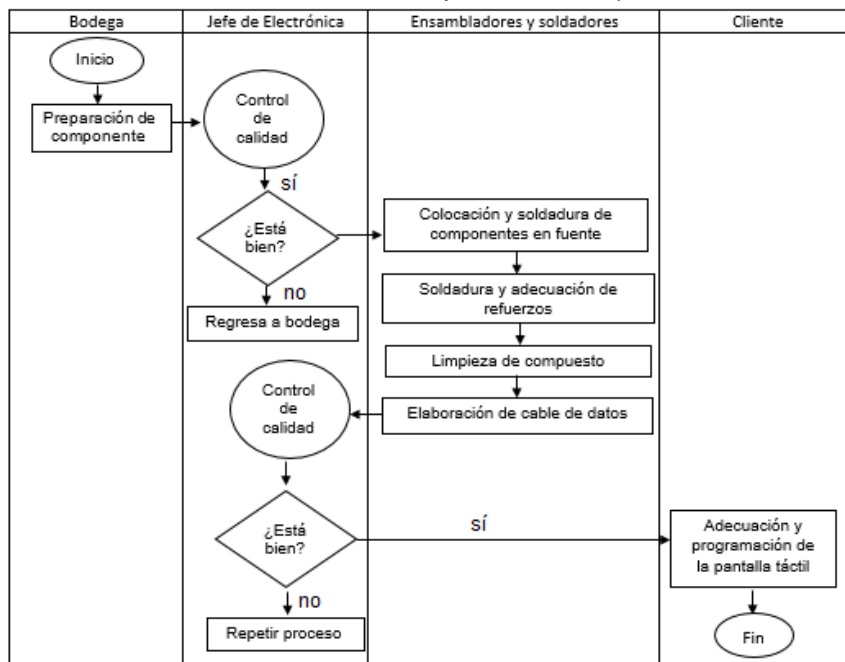 Bodega
Jefe de Electrónica
Ensambladores y soldadores
Cliente
Inicio
Preparación de
componente
Control
de
calidad
sí
¿Está
bien?
no
Regresa a bodega
Colocación y soldadura de
componentes en fuente
Soldadura y adecuación de
refuerzos
Limpieza de compuesto
Elaboración de cable de datos
Control
de
calidad
¿Está
bien?
sí
no
Repetir proceso
Adecuación y
programación de
la pantalla táctil
Fin